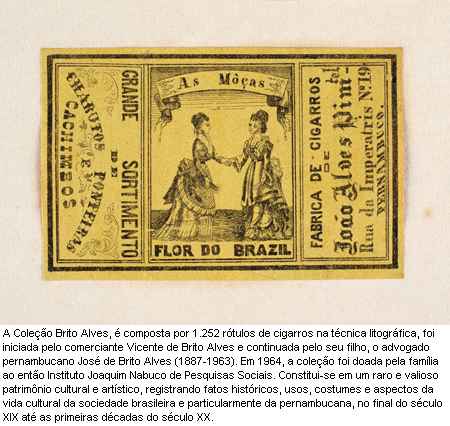 As Môças
FLOR DO BRAZIL
GRANDE SORTIMENTO
DE
CHARUTOS PONTEIRAS
E
CACHIMBOS
FABRICA DE CIGARROS
DE
João Alves Pim-
tel
Rua da Imperatris N.º 19
PERNAMBUCO.
A Coleção Brito Alves, é composta por 1.252 rótulos de cigarros na técnica litográfica, foi
iniciada pelo comerciante Vicente de Brito Alves e continuada pelo seu filho, o advogado
pernambucano José de Brito Alves (1887-1963). Em 1964, a coleção foi doada pela família
ao então Instituto Joaquim Nabuco de Pesquisas Sociais. Constitui-se em um raro e valioso
patrimônio cultural e artístico, registrando fatos históricos, usos, costumes e aspectos da
vida cultural da sociedade brasileira e particularmente da pernambucana, no final do século
XIX até as primeiras décadas do século XX.